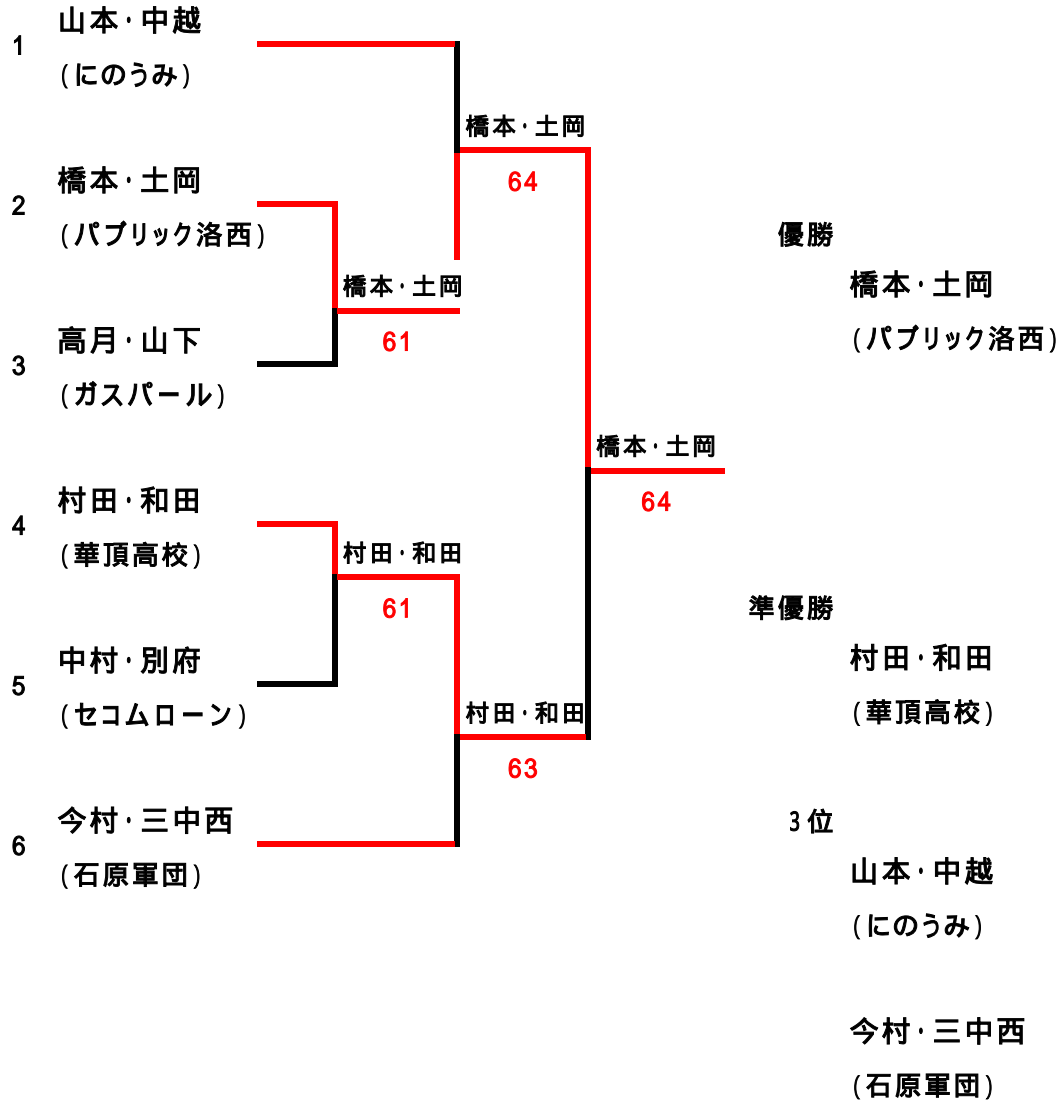 1
山本・中越
(にのうみ)
橋本・土岡
64
2
橋本・土岡
(パブリック洛西)
橋本・土岡
61
3
高月・山下
(ガスパール)
橋本・土岡
64
4
村田・和田
(華頂高校)
村田・和田
61
5
中村・別府
(セコムローン)
村田・和田
63
6
今村・三中西
(石原軍団)
優勝
橋本・土岡
(パブリック洛西)
準優勝
村田・和田
(華頂高校)
3位
山本・中越
(にのうみ)
今村・三中西
(石原軍団)